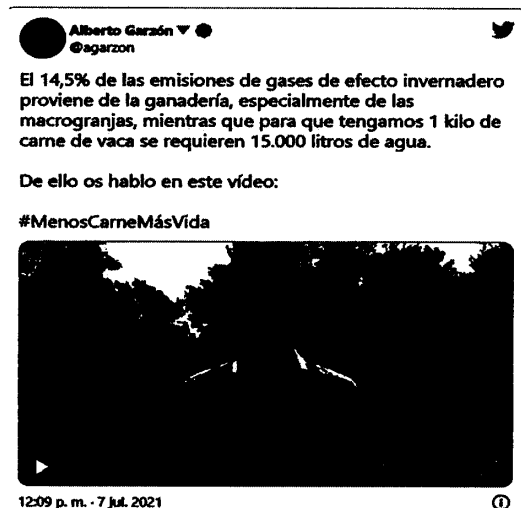 Alberto Garzón
@agarzon
El 14,5% de las emisiones de gases de efecto invernadero
proviene de la ganadería, especialmente de las
macrogranjas, mientras que para que tengamos 1 kilo de
carne de vaca se requieren 15.000 litros de agua.
De ello os hablo en este vídeo:
#MenosCarneMásVida
12:09 p. m. · 7 jul. 2021